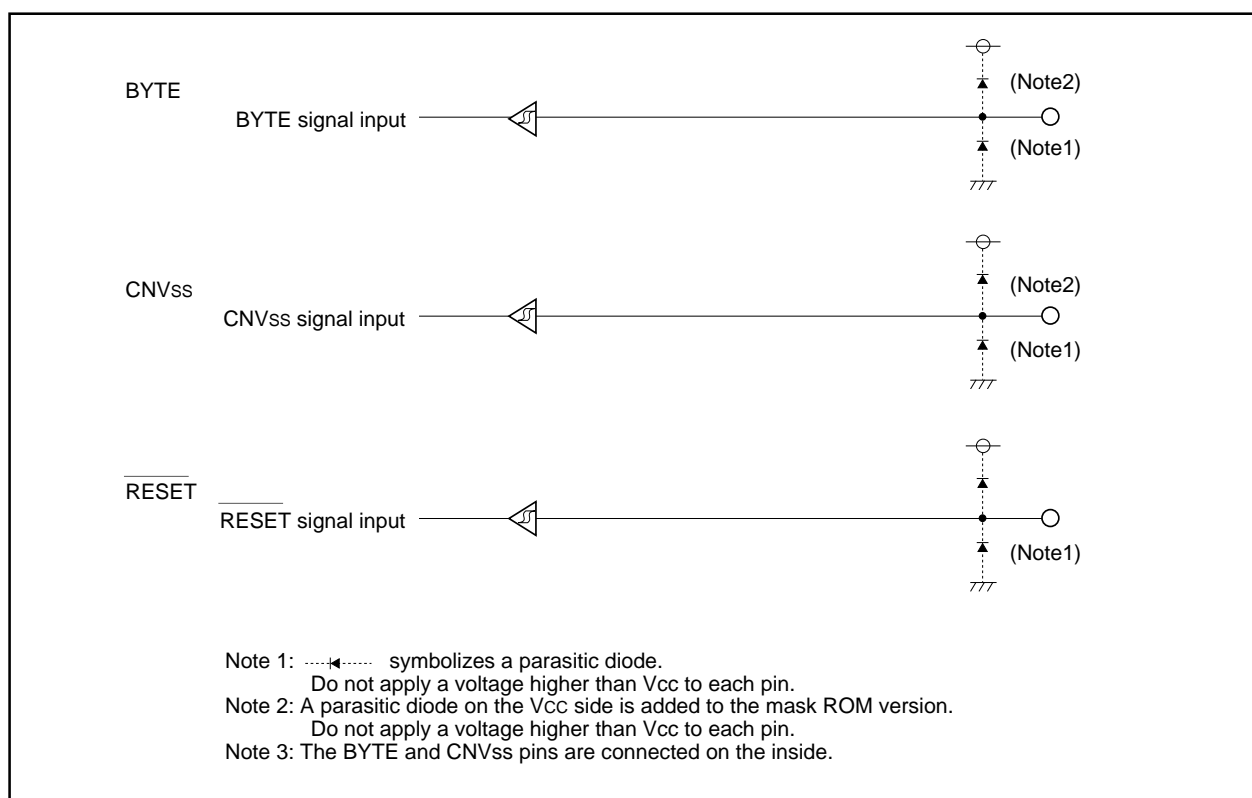 (Note2)
BYTE
BYTE signal input
(Note1)
(Note2)
CNVss
CNVss signal input
(Note1)
RESET
RESET signal input
(Note1)
Note 1: symbolizes a parasitic diode.
Do not apply a voltage higher than Vcc to each pin.
Note 2: A parasitic diode on the VCC side is added to the mask ROM version.
Do not apply a voltage higher than Vcc to each pin.
Note 3: The BYTE and CNVss pins are connected on the inside.